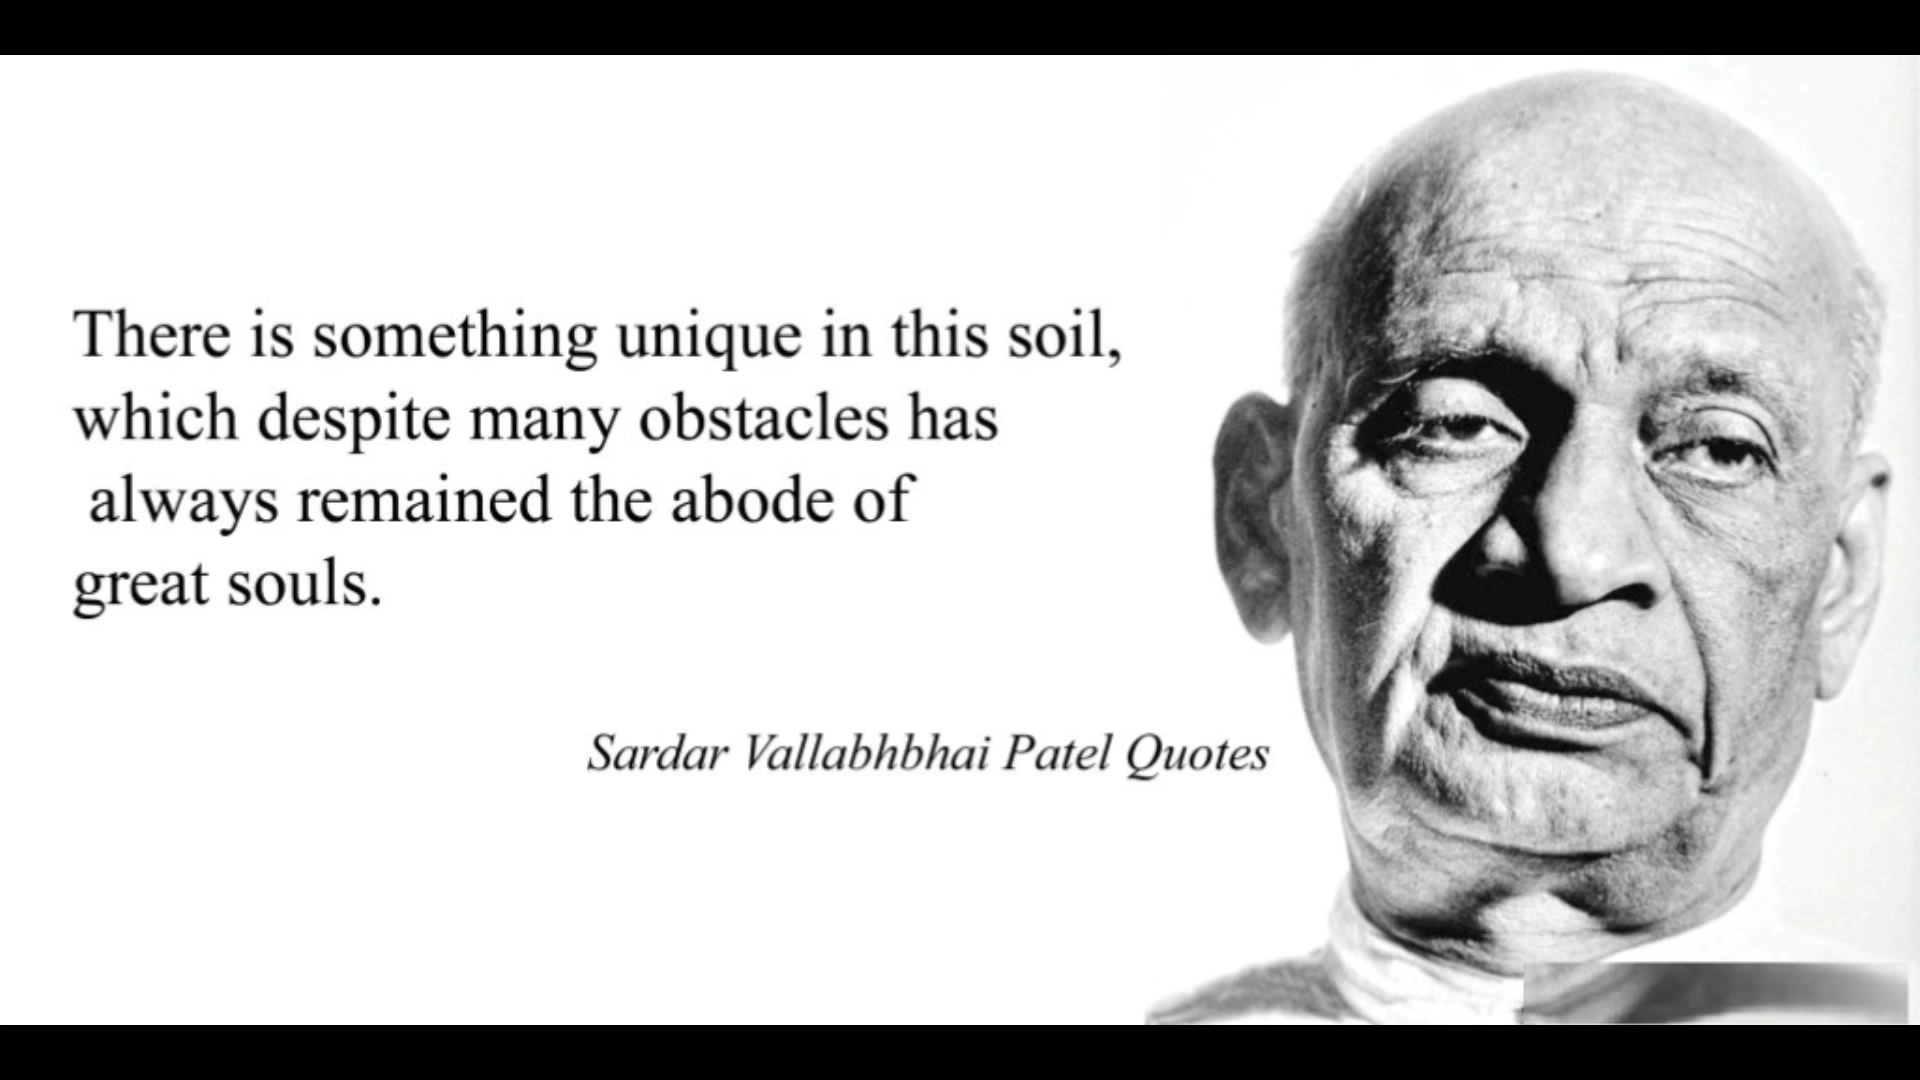 There is something unique in this soil,
which despite many obstacles has
always remained the abode of
great souls.
Sardar Vallabhbhai Patel Quotes